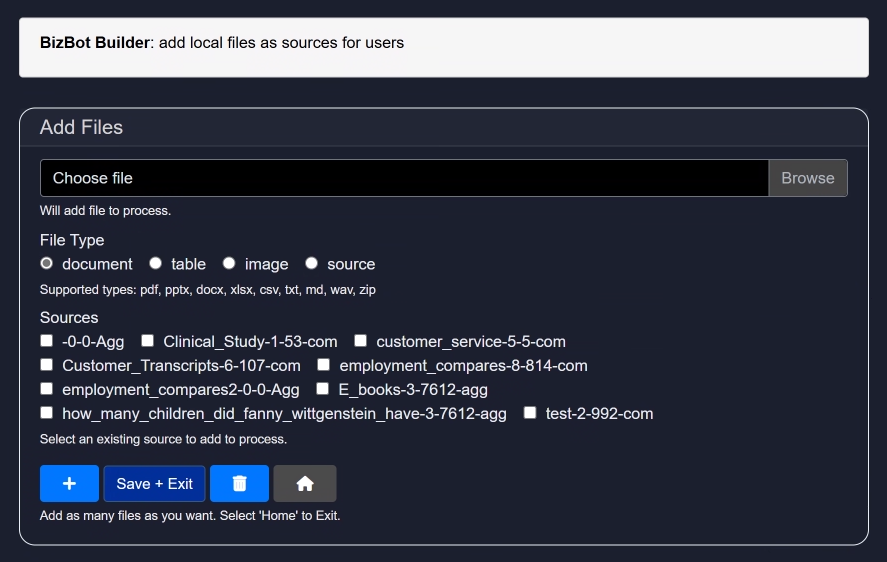 BizBot Builder: add local files as sources for users
Add Files
Choose file Browse
Will add file to process.
File Type
document table image source
Supported types: pdf, pptx, docx, xlsx, csv, txt, md, wav, zip
Sources
-0-0-Agg Clinical_Study-1-53-com customer_service-5-5-com
Customer_Transcripts-6-107-com employment_compares-8-814-com
employment_compares2-0-0-Agg E_books-3-7612-agg
how_many_children_did_fanny_wittgenstein_have-3-7612-agg test-2-992-com
Select an existing source to add to process.
+ Save + Exit
Add as many files as you want. Select 'Home' to Exit.